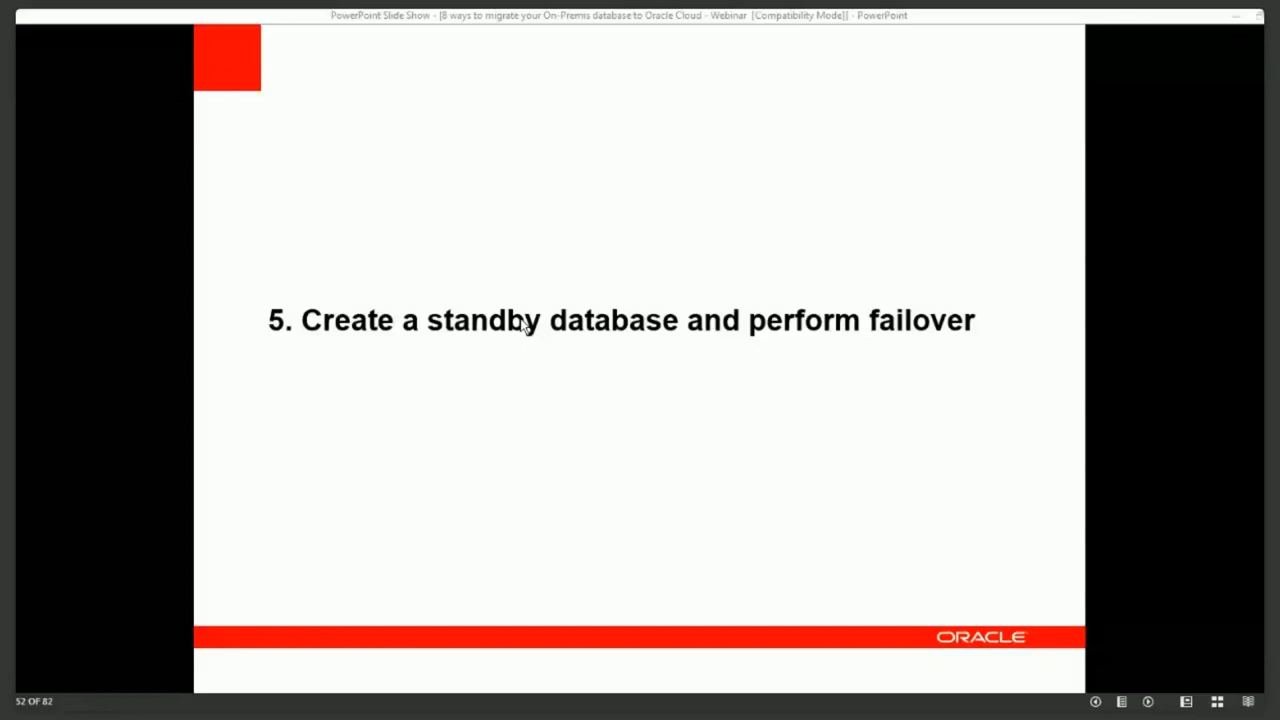 PowerPoint Slide Show - [8 ways to migrate your On-Premis database to Oracle Cloud - Webinar [Compatibility Mode]] - PowerPoint
5. Create a standby database and perform failover
ORACLE
52 OF 82